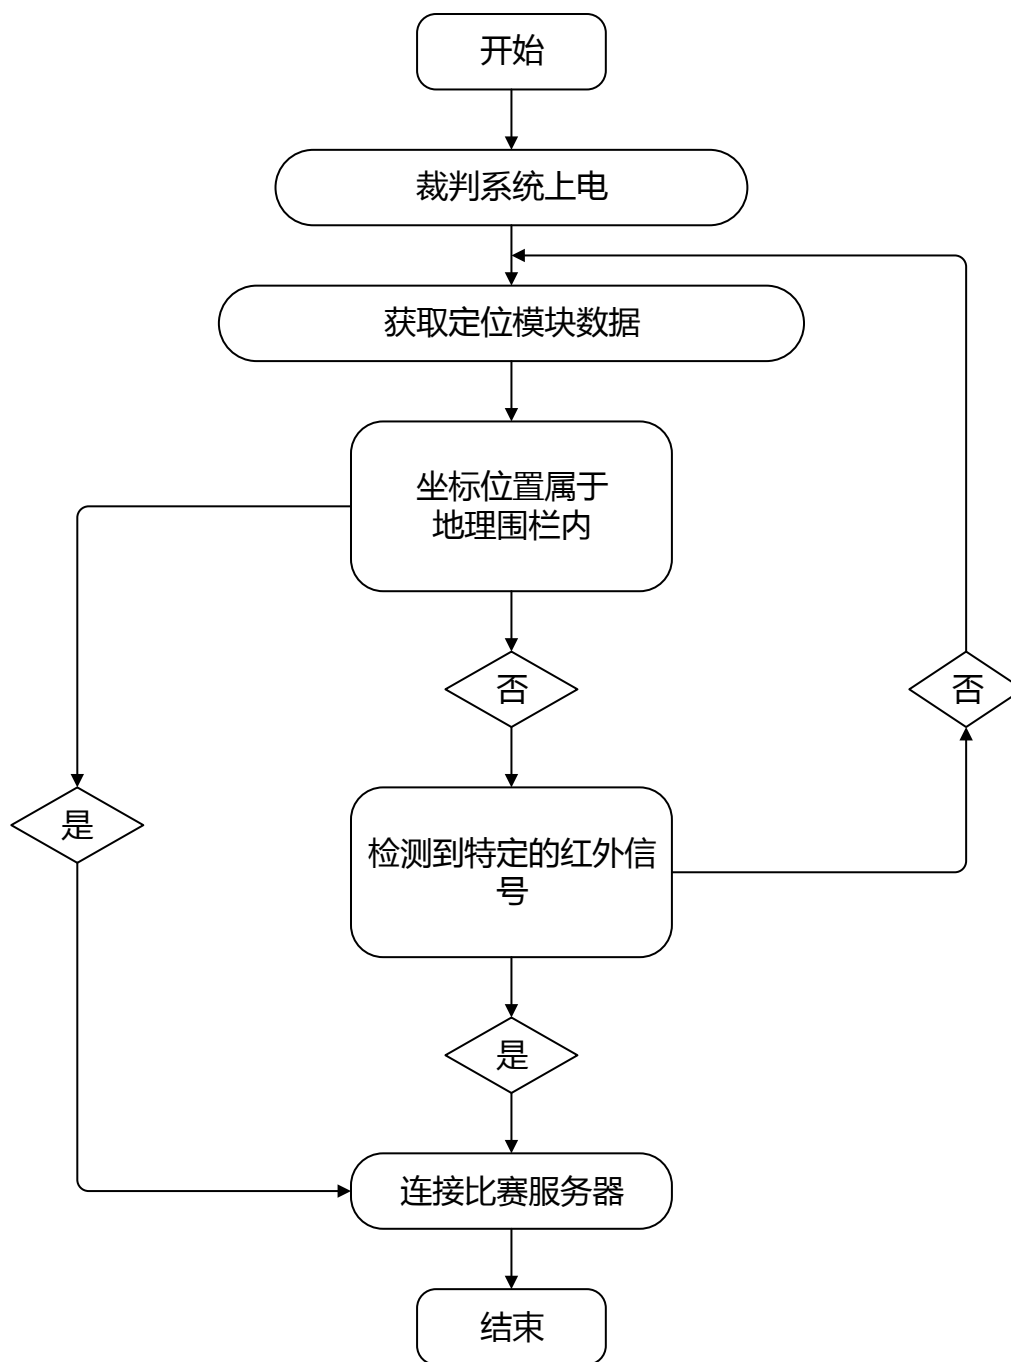 开始
裁判系统上电
获取定位模块数据
坐标位置属于
地理围栏内
否
否
是
检测到特定的红外信
号
是
连接比赛服务器
结束